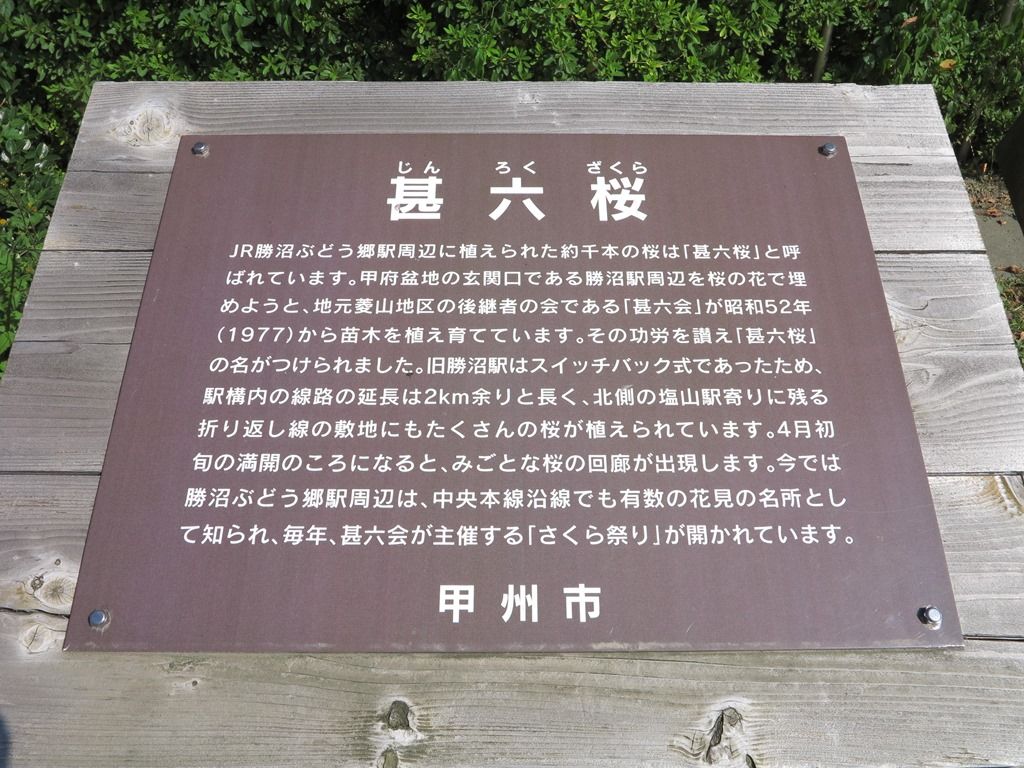 じん ろく ざくら
甚六桜
JR勝沼ぶどう郷駅周辺に植えられた約千本の桜は「甚六桜」と呼
ばれています。甲府盆地の玄関口である勝沼駅周辺を桜の花で埋
めようと、地元菱山地区の後継者の会である「甚六会」が昭和52年
(1977)から苗木を植え育てています。その功労を讃え「甚六桜」
の名がつけられました。旧勝沼駅はスイッチバック式であったため、
駅構内の線路の延長は2km余りと長く、北側の塩山駅寄りに残る
折り返し線の敷地にもたくさんの桜が植えられています。4月初
旬の満開のころになると、みごとな桜の回廊が出現します。今では
勝沼ぶどう郷駅周辺は、中央本線沿線でも有数の花見の名所とし
て知られ、毎年、甚六会が主催する「さくら祭り」が開かれています。
甲州市